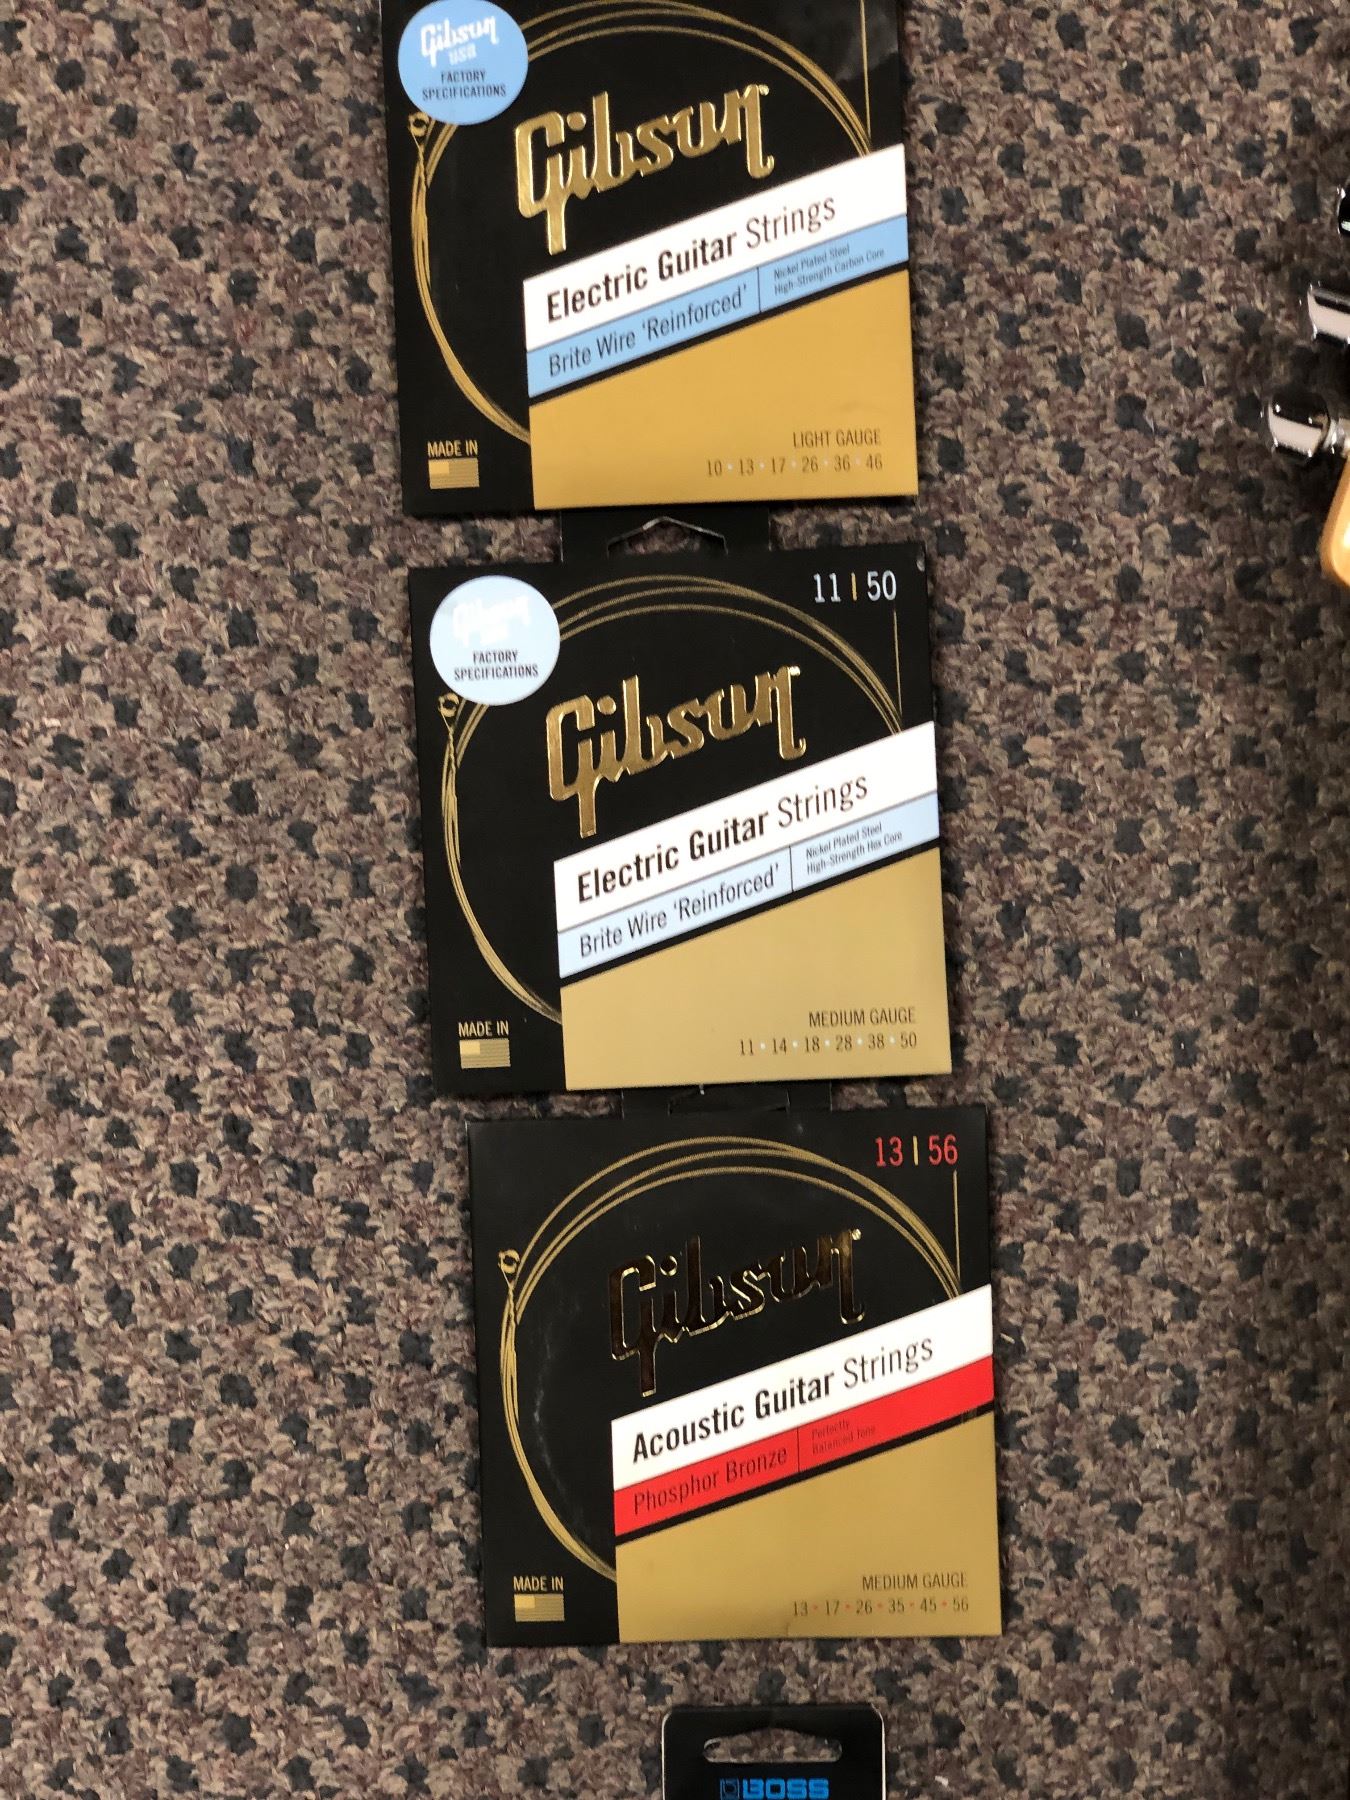 Gibson
USA
FACTORY
SPECIFICATIONS
Gibson
Electric Guitar Strings
Brite Wire 'Reinforced'
Nickel Plated Steel
High-Strength Carbon Core
LIGHT GAUGE
10 • 13 • 17 • 26 • 36 • 46
MADE IN
11 | 50
Gibson
FACTORY
SPECIFICATIONS
Gibson
Electric Guitar Strings
Brite Wire 'Reinforced'
Nickel Plated Steel
High-Strength Hex Core
MEDIUM GAUGE
11 • 14 • 18 • 28 • 38 • 50
MADE IN
13 | 56
Gibson
Acoustic Guitar Strings
Phosphor Bronze
Perfectly
Balanced Tone
MEDIUM GAUGE
13 • 17 • 26 • 35 • 45 • 56
MADE IN
BOSS